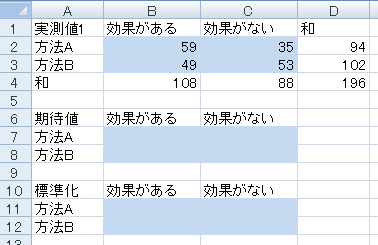 A B C D
1 実測値1 効果がある 効果がない 和
2 方法A 59 35 94
3 方法B 49 53 102
4 和 108 88 196
5
6 期待値 効果がある 効果がない
7 方法A
8 方法B
9
10 標準化 効果がある 効果がない
11 方法A
12 方法B